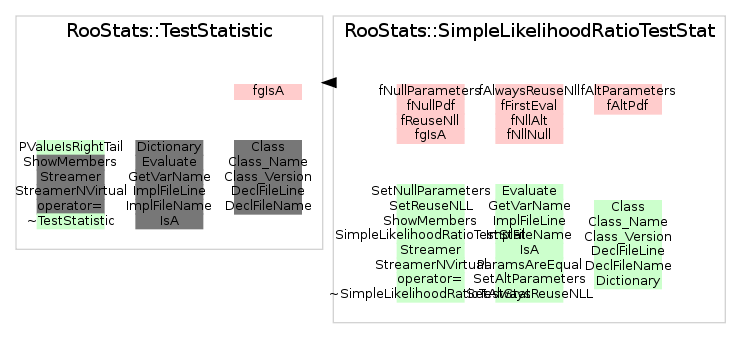 RooStats::TestStatistic
fgIsA
PValueIsRightTail
ShowMembers
Streamer
StreamerNVirtual
operator=
~TestStatistic
Dictionary
Evaluate
GetVarName
ImplFileLine
ImplFileName
IsA
Class
Class_Name
Class_Version
DeclFileLine
DeclFileName
RooStats::SimpleLikelihoodRatioTestStat
fNullParameters
fNullPdf
fReuseNll
fgIsA
fAlwaysReuseNll
fFirstEval
fNllAlt
fNllNull
fAltParameters
fAltPdf
SetNullParameters
SetReuseNLL
ShowMembers
SimpleLikelihoodRatioTestStat
Streamer
StreamerNVirtual
operator=
~SimpleLikelihoodRatioTestStat
Evaluate
GetVarName
ImplFileLine
ImplFileName
IsA
ParamsAreEqual
SetAltParameters
SetAlwaysReuseNLL
Class
Class_Name
Class_Version
DeclFileLine
DeclFileName
Dictionary